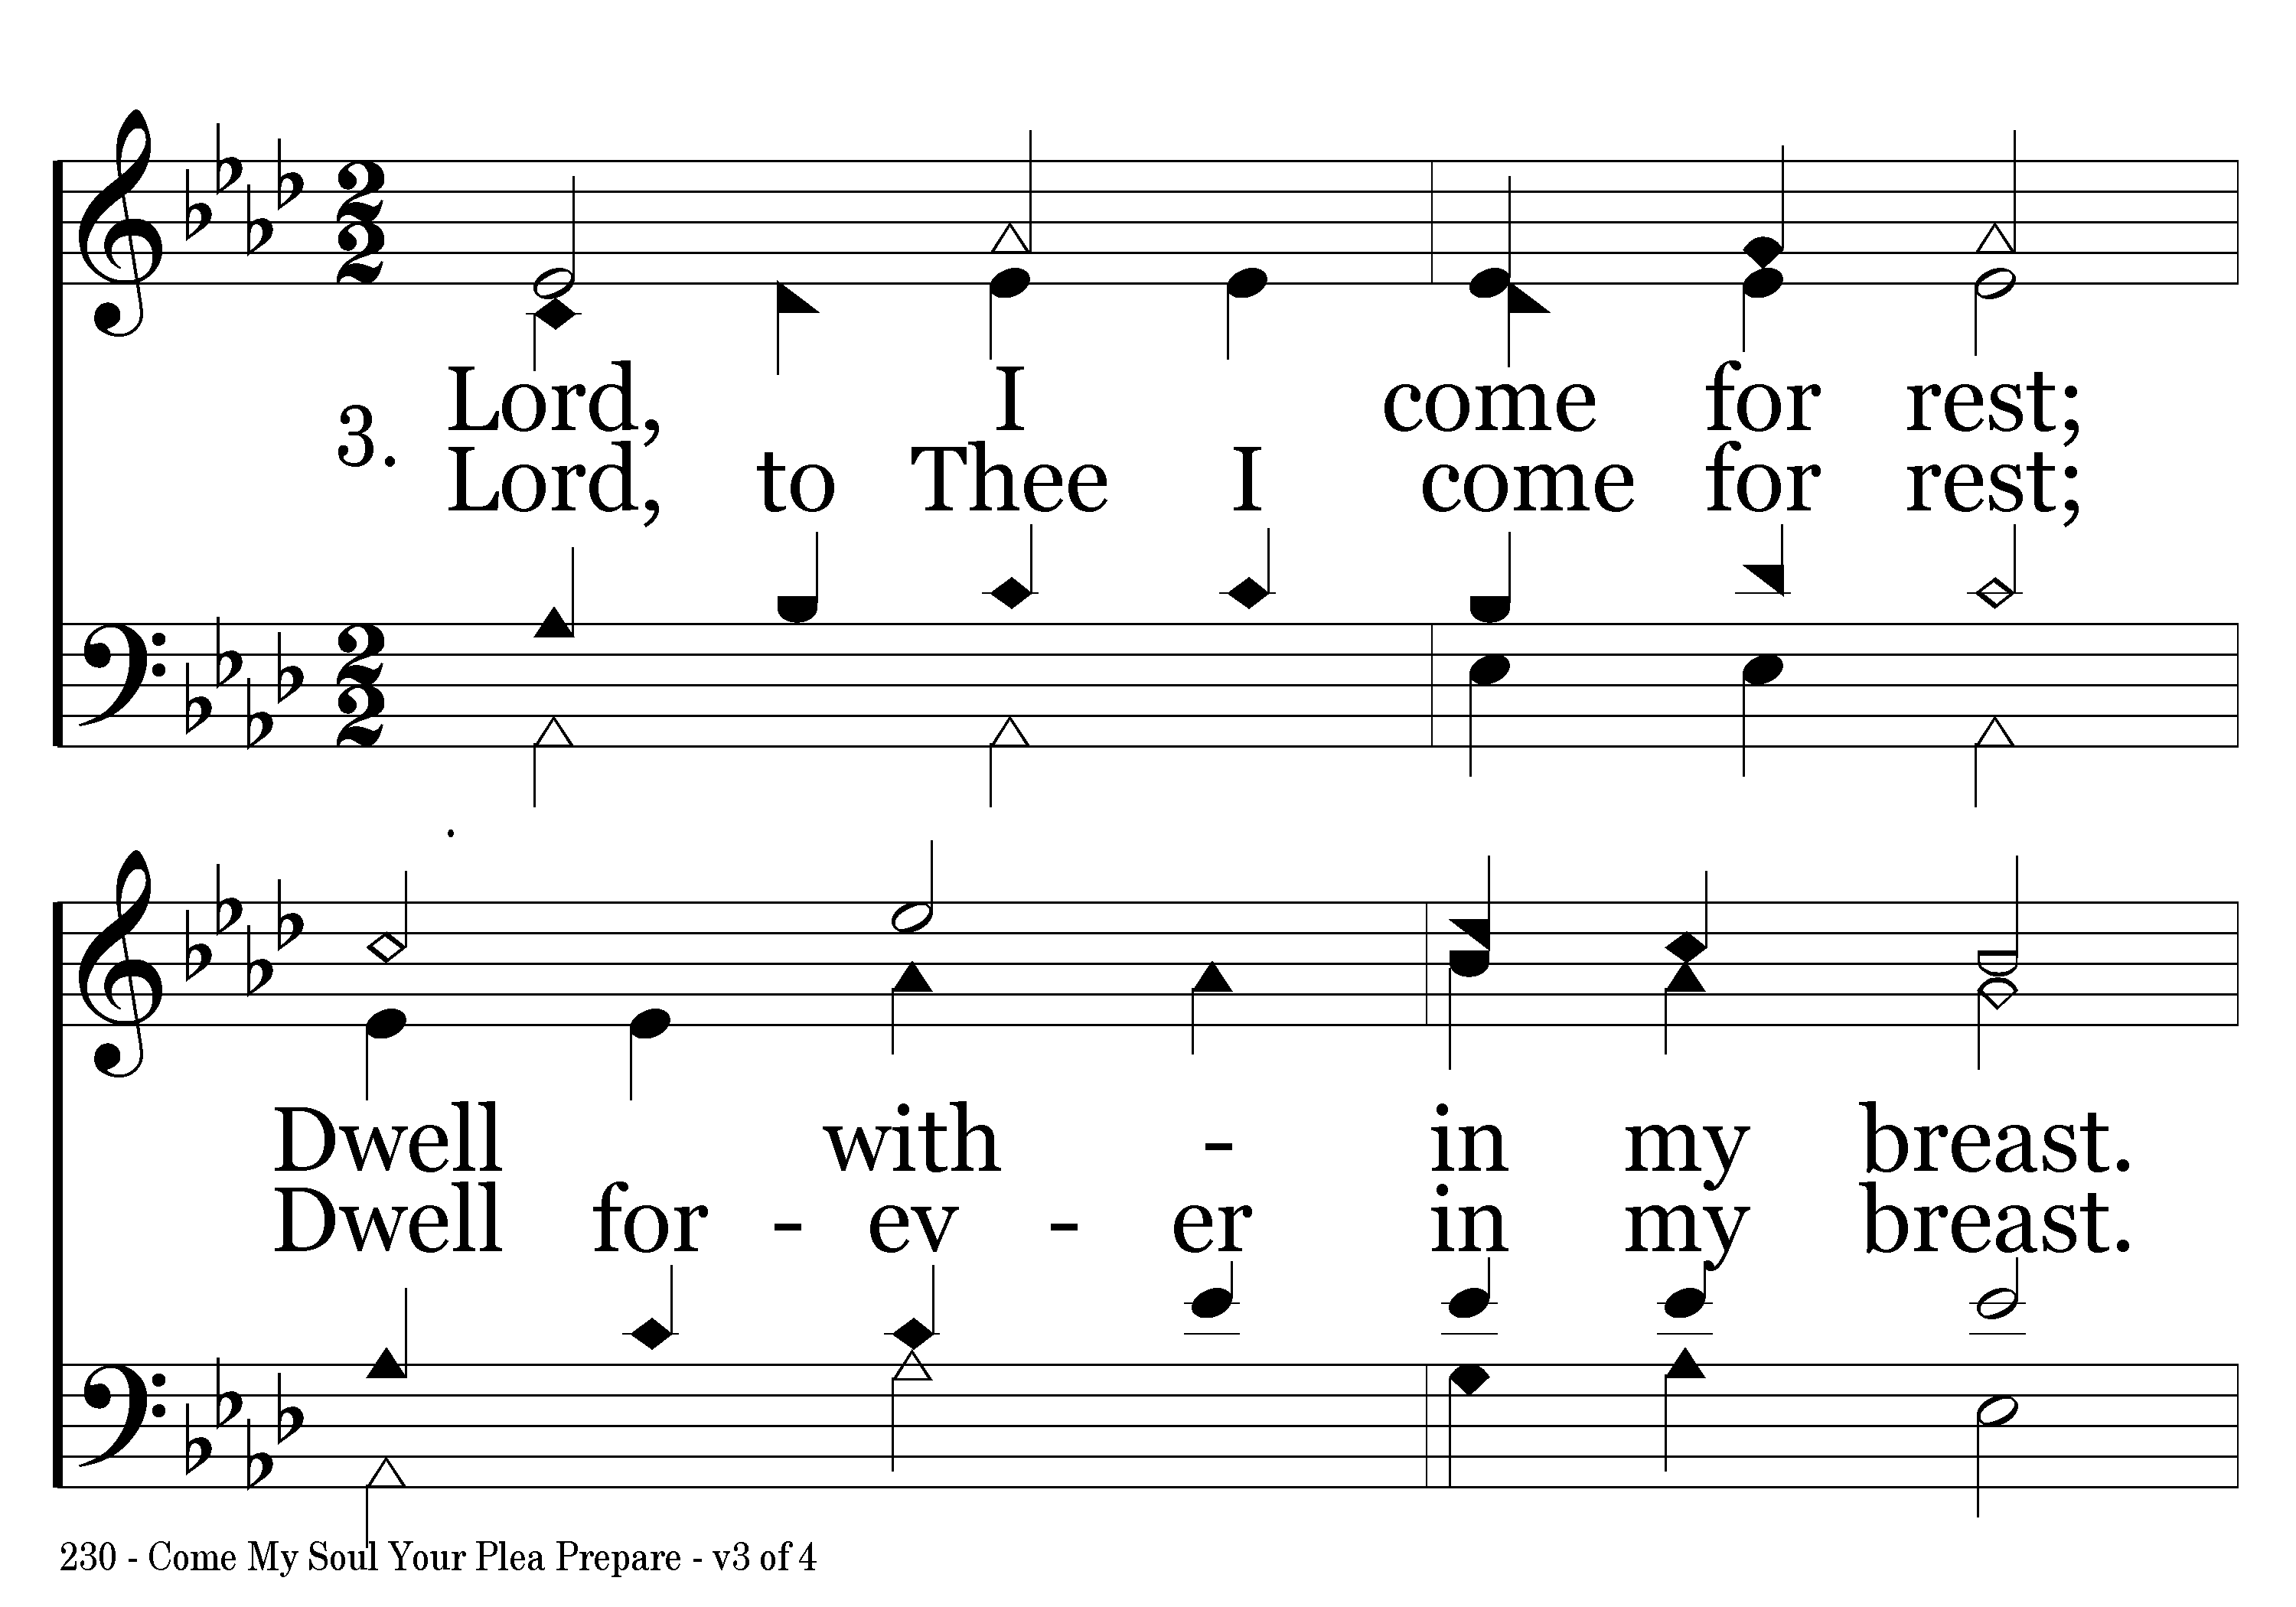 3.
Lord, I come for rest;
Lord, to Thee I come for rest;
Dwell with - in my breast.
Dwell for - ev - er in my breast.
230 - Come My Soul Your Plea Prepare - v3 of 4